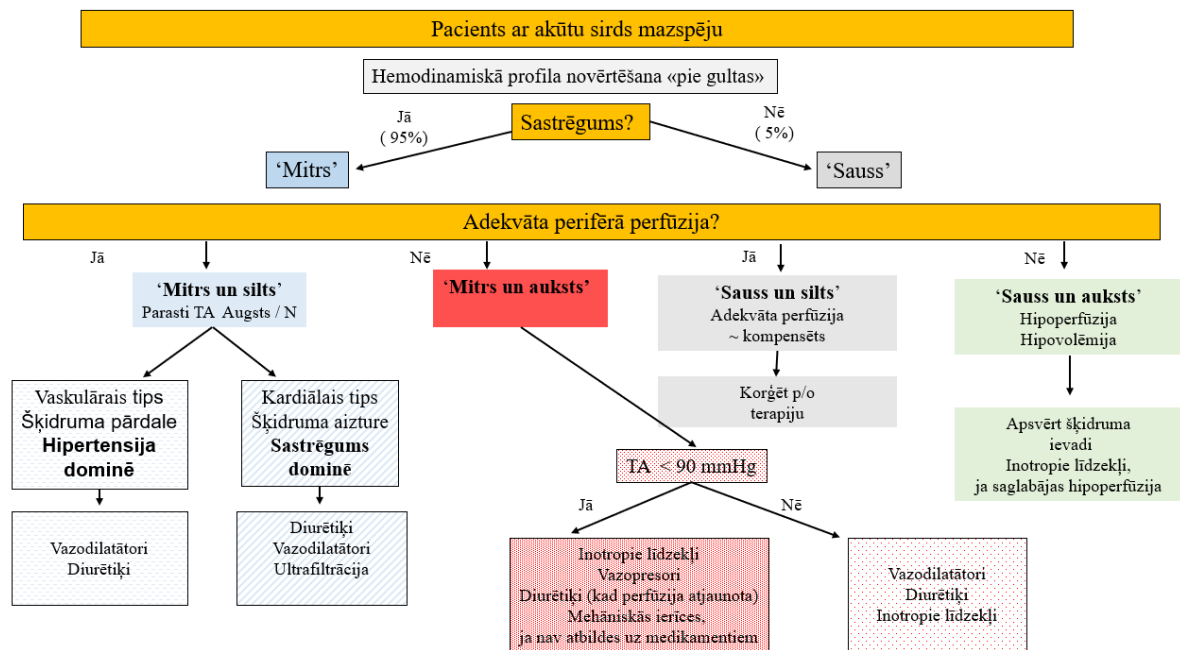 Pacients ar akūtu sirds mazspēju
Hemodinamiskā profila novērtēšana «pie gultas»
Jā
( 95%)
Sastrēgums?
Nē
( 5%)
‘Mitrs’
‘Sauss’
Adekvāta perifērā perfūzija?
Jā
Nē
Jā
Nē
‘Mitrs un silts’
Parasti TA Augsts / N
‘Mitrs un auksts’
‘Sauss un silts’
Adekvāta perfūzija
~ kompensēts
‘Sauss un auksts’
Hipoperfūzija
Hipovolēmija
Vaskulārais tips
Šķidruma pārdale
Hipertensija
dominē
Kardiālais tips
Šķidruma aizture
Sastrēgums
dominē
Korģēt p/o
terapiju
Apsvērt šķidruma
ievadi
Inotropie līdzekļi,
ja saglabājas hipoperfūzija
TA < 90 mmHg
Jā
Nē
Vazodilatātori
Diurētiķi
Diurētiķi
Vazodilatātori
Ultrafiltrācija
Inotropie līdzekļi
Vazopresori
Diurētiķi (kad perfūzija atjaunota)
Mehāniskās ierīces,
ja nav atbildes uz medikamentiem
Vazodilatātori
Diurētiķi
Inotropie līdzekļi